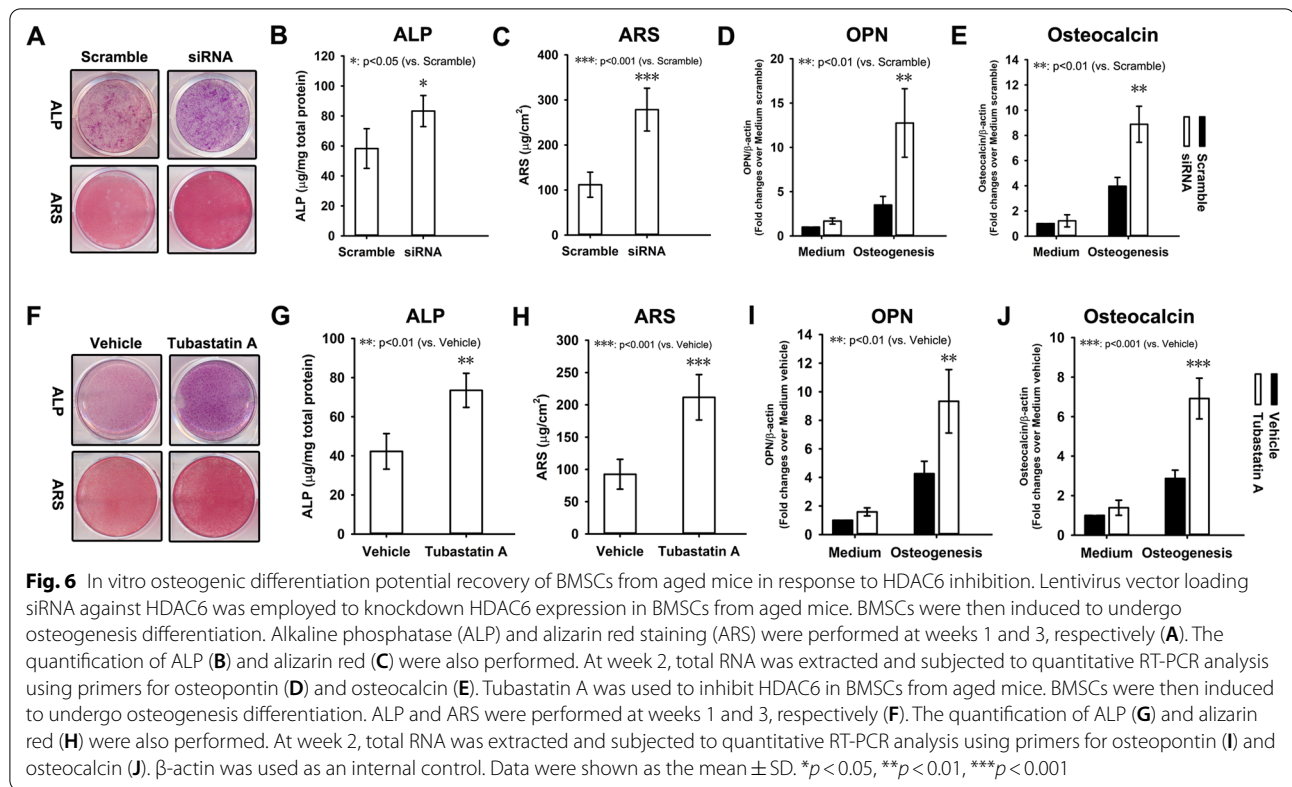 A
Scramble siRNA
ALP
ARS
B
ALP
*: p<0.05 (vs. Scramble)
*
ALP (μg/mg total protein)
120
100
80
60
40
20
0
Scramble siRNA
C
ARS
***: p<0.001 (vs. Scramble)
***
ARS (μg/cm²)
400
300
200
100
0
Scramble siRNA
D
OPN
**: p<0.01 (vs. Scramble)
**
OPN/β-actin
(Fold changes over Medium scramble)
20
15
10
5
0
Medium Osteogenesis
E
Osteocalcin
**: p<0.01 (vs. Scramble)
**
Osteocalcin/β-actin
(Fold changes over Medium scramble)
14
12
10
8
6
4
2
0
Medium Osteogenesis
Scramble
siRNA
F
Vehicle Tubastatin A
ALP
ARS
G
ALP
**: p<0.01 (vs. Vehicle)
**
ALP (μg/mg total protein)
100
80
60
40
20
0
Vehicle Tubastatin A
H
ARS
***: p<0.001 (vs. Vehicle)
***
ARS (μg/cm²)
300
250
200
150
100
50
0
Vehicle Tubastatin A
I
OPN
**: p<0.01 (vs. Vehicle)
**
OPN/β-actin
(Fold changes over Medium vehicle)
14
12
10
8
6
4
2
0
Medium Osteogenesis
J
Osteocalcin
***: p<0.001 (vs. Vehicle)
***
Osteocalcin/β-actin
(Fold changes over Medium vehicle)
12
10
8
6
4
2
0
Medium Osteogenesis
Vehicle
Tubastatin A
Fig. 6 In vitro osteogenic differentiation potential recovery of BMSCs from aged mice in response to HDAC6 inhibition. Lentivirus vector loading
siRNA against HDAC6 was employed to knockdown HDAC6 expression in BMSCs from aged mice. BMSCs were then induced to undergo
osteogenesis differentiation. Alkaline phosphatase (ALP) and alizarin red staining (ARS) were performed at weeks 1 and 3, respectively (A). The
quantification of ALP (B) and alizarin red (C) were also performed. At week 2, total RNA was extracted and subjected to quantitative RT-PCR analysis
using primers for osteopontin (D) and osteocalcin (E). Tubastatin A was used to inhibit HDAC6 in BMSCs from aged mice. BMSCs were then induced
to undergo osteogenesis differentiation. ALP and ARS were performed at weeks 1 and 3, respectively (F). The quantification of ALP (G) and alizarin
red (H) were also performed. At week 2, total RNA was extracted and subjected to quantitative RT-PCR analysis using primers for osteopontin (I) and
osteocalcin (J). β-actin was used as an internal control. Data were shown as the mean ± SD. *p < 0.05, **p < 0.01, ***p < 0.001